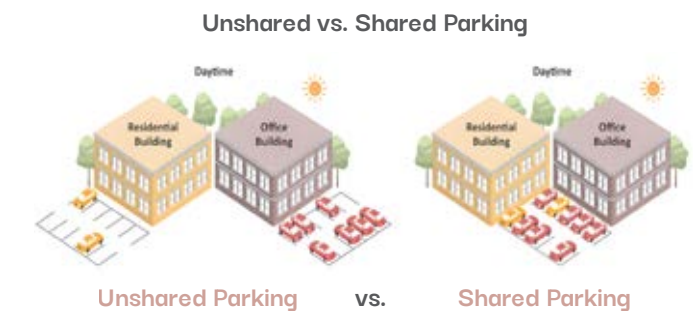 Unshared vs. Shared Parking
Daytime
Residential
Building
Office
Building
Daytime
Residential
Building
Office
Building
Unshared Parking vs. Shared Parking